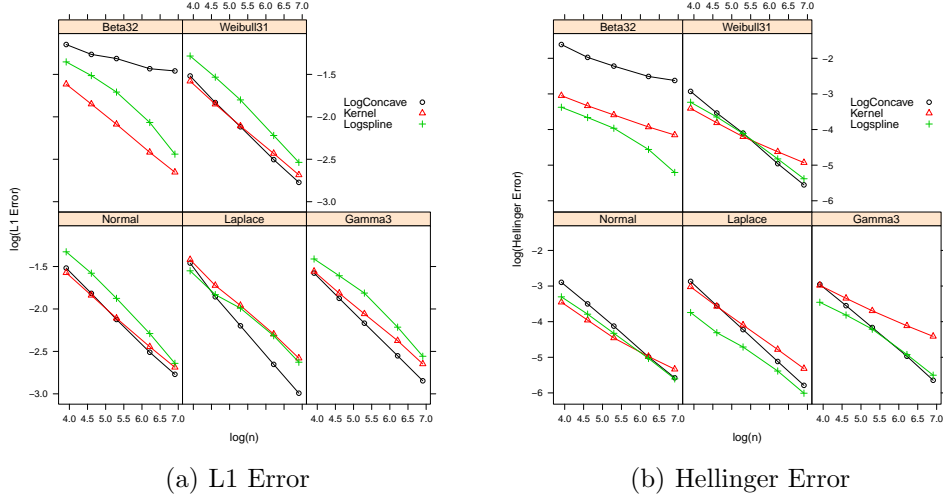 4.0 4.5 5.0 5.5 6.0 6.5 7.0
Beta32 Weibull31
−1.5
−2.0
−2.5
−3.0
LogConcave
Kernel
Logspline
log(L1 Error)
Normal Laplace Gamma3
−1.5
−2.0
−2.5
−3.0
4.0 4.5 5.0 5.5 6.0 6.5 7.0 4.0 4.5 5.0 5.5 6.0 6.5 7.0
log(n)
(a) L1 Error
4.0 4.5 5.0 5.5 6.0 6.5 7.0
Beta32 Weibull31
−2
−3
−4
−5
−6
LogConcave
Kernel
Logspline
log(Hellinger Error)
Normal Laplace Gamma3
−2
−3
−4
−5
−6
4.0 4.5 5.0 5.5 6.0 6.5 7.0 4.0 4.5 5.0 5.5 6.0 6.5 7.0
log(n)
(b) Hellinger Error